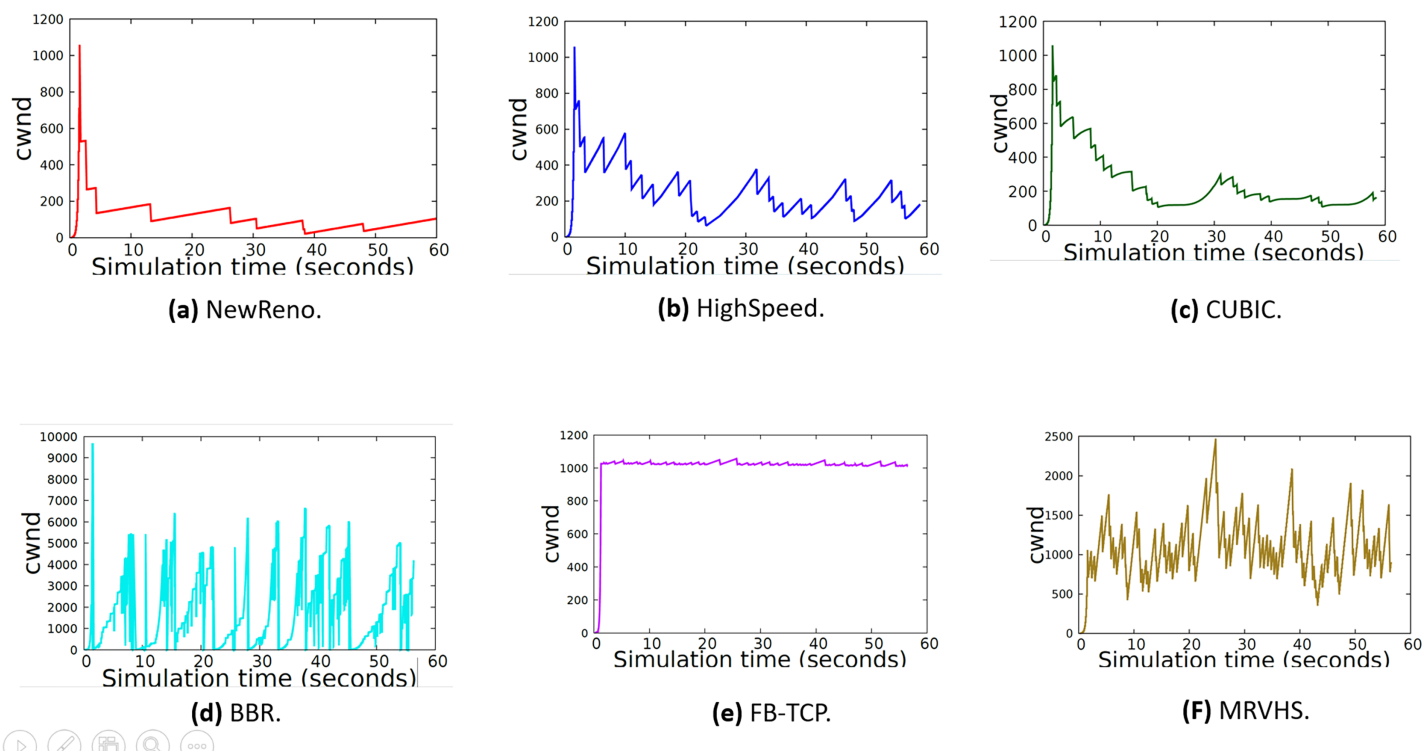 1200
1000
800
600
400
200
0
cwnd
0 10 20 30 40 50 60
Simulation time (seconds)
(a) NewReno.
1200
1000
800
600
400
200
0
cwnd
0 10 20 30 40 50 60
Simulation time (seconds)
(b) HighSpeed.
1200
1000
800
600
400
200
0
cwnd
0 10 20 30 40 50 60
Simulation time (seconds)
(c) CUBIC.
10000
9000
8000
7000
6000
5000
4000
3000
2000
1000
0
cwnd
0 10 20 30 40 50 60
Simulation time (seconds)
(d) BBR.
1200
1000
800
600
400
200
0
cwnd
0 10 20 30 40 50 60
Simulation time (seconds)
(e) FB-TCP.
2500
2000
1500
1000
500
0
cwnd
0 10 20 30 40 50 60
Simulation time (seconds)
(F) MRVHS.